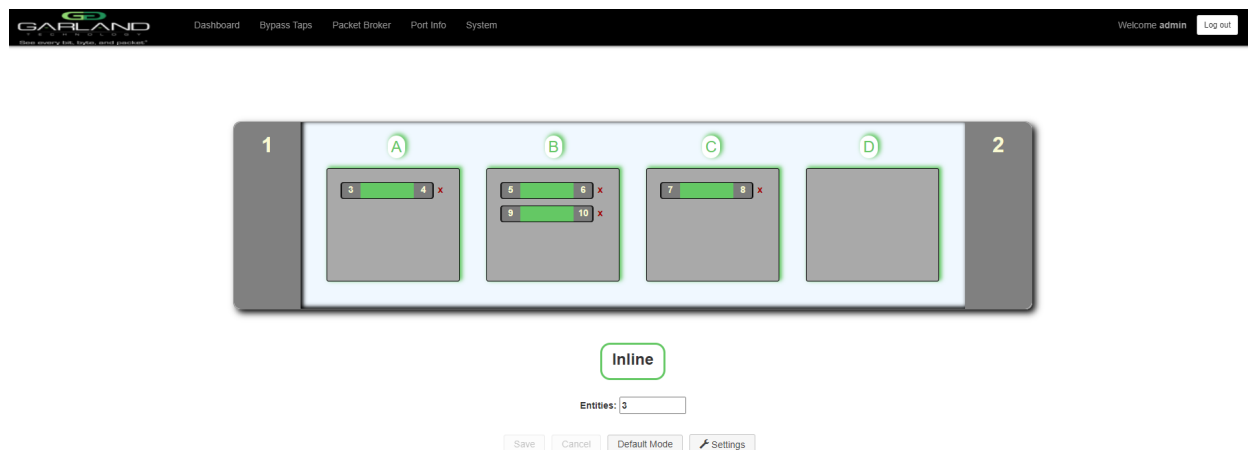 GARLAND
TECHNOLOGY
See every bit, byte, and packet®
Dashboard Bypass Taps Packet Broker Port Info System
Welcome admin Log out
1 A B C D 2
3 4 x 5 6 x 7 8 x
9 10 x
Inline
Entities: 3
Save Cancel Default Mode Settings